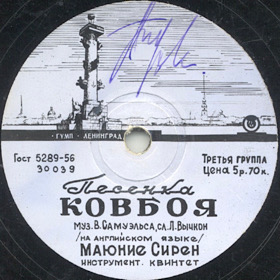 ГУМП - ЛЕНИНГРАД
Гост 5289-56
30039
Третья группа
Цена 5р.70к.
Песенка
КОВБОЯ
муз. В. Самуэльса, сл. Л. Вычкон
/на английском языке/
Маюние Сирен
инструмент. квинтет